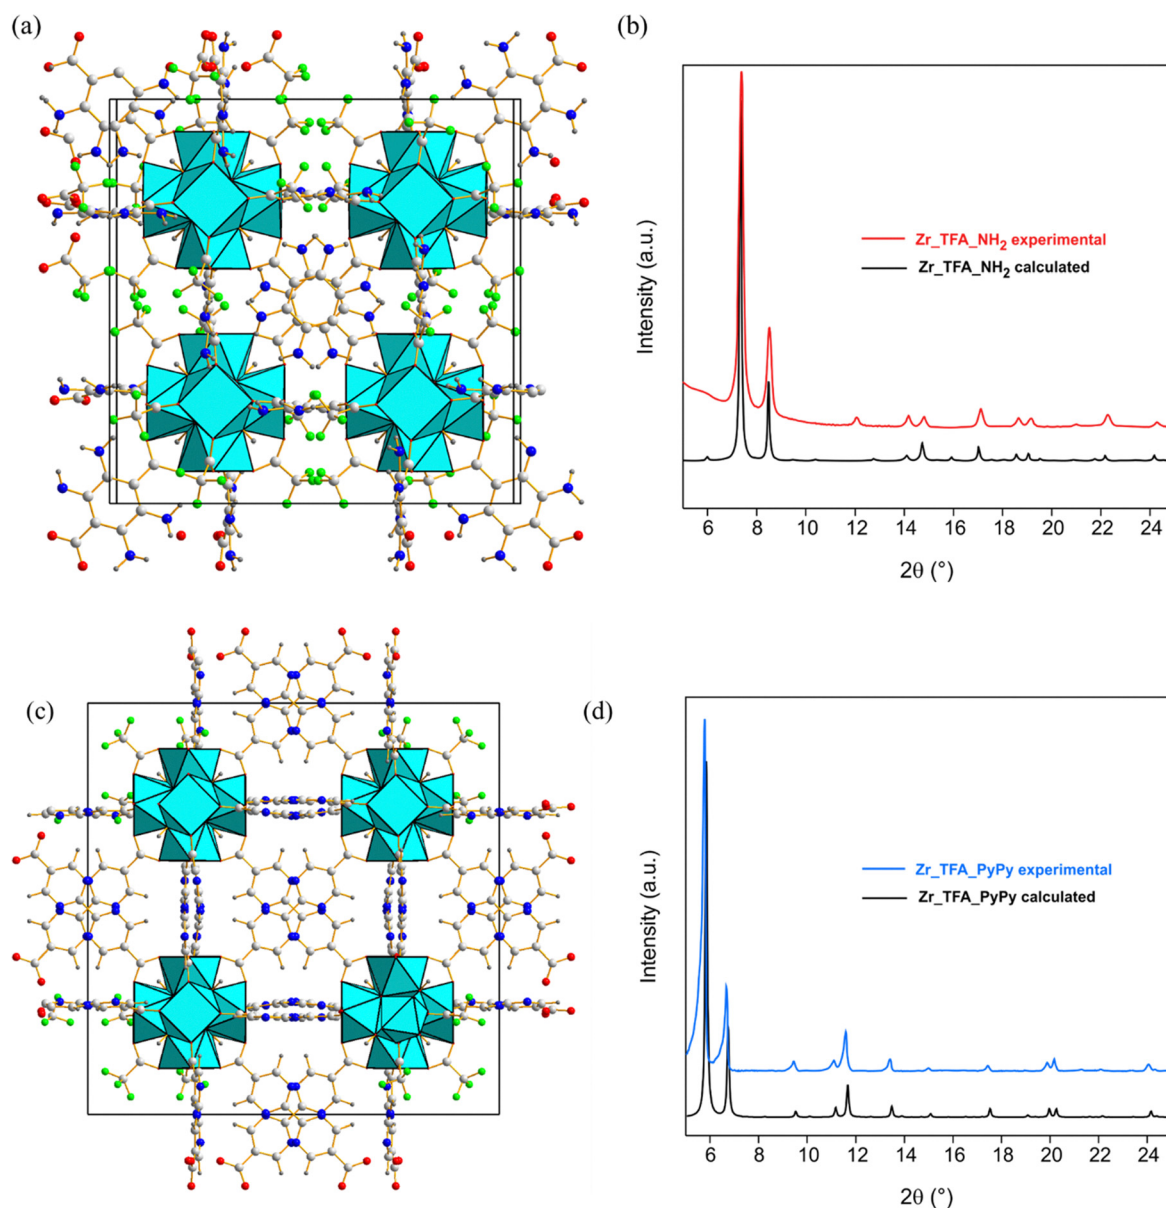 (a)
(b)
Intensity (a.u.)
Zr_TFA_NH₂ experimental
Zr_TFA_NH₂ calculated
6 8 10 12 14 16 18 20 22 24
2θ (°)
(c)
(d)
Intensity (a.u.)
Zr_TFA_PyPy experimental
Zr_TFA_PyPy calculated
6 8 10 12 14 16 18 20 22 24
2θ (°)